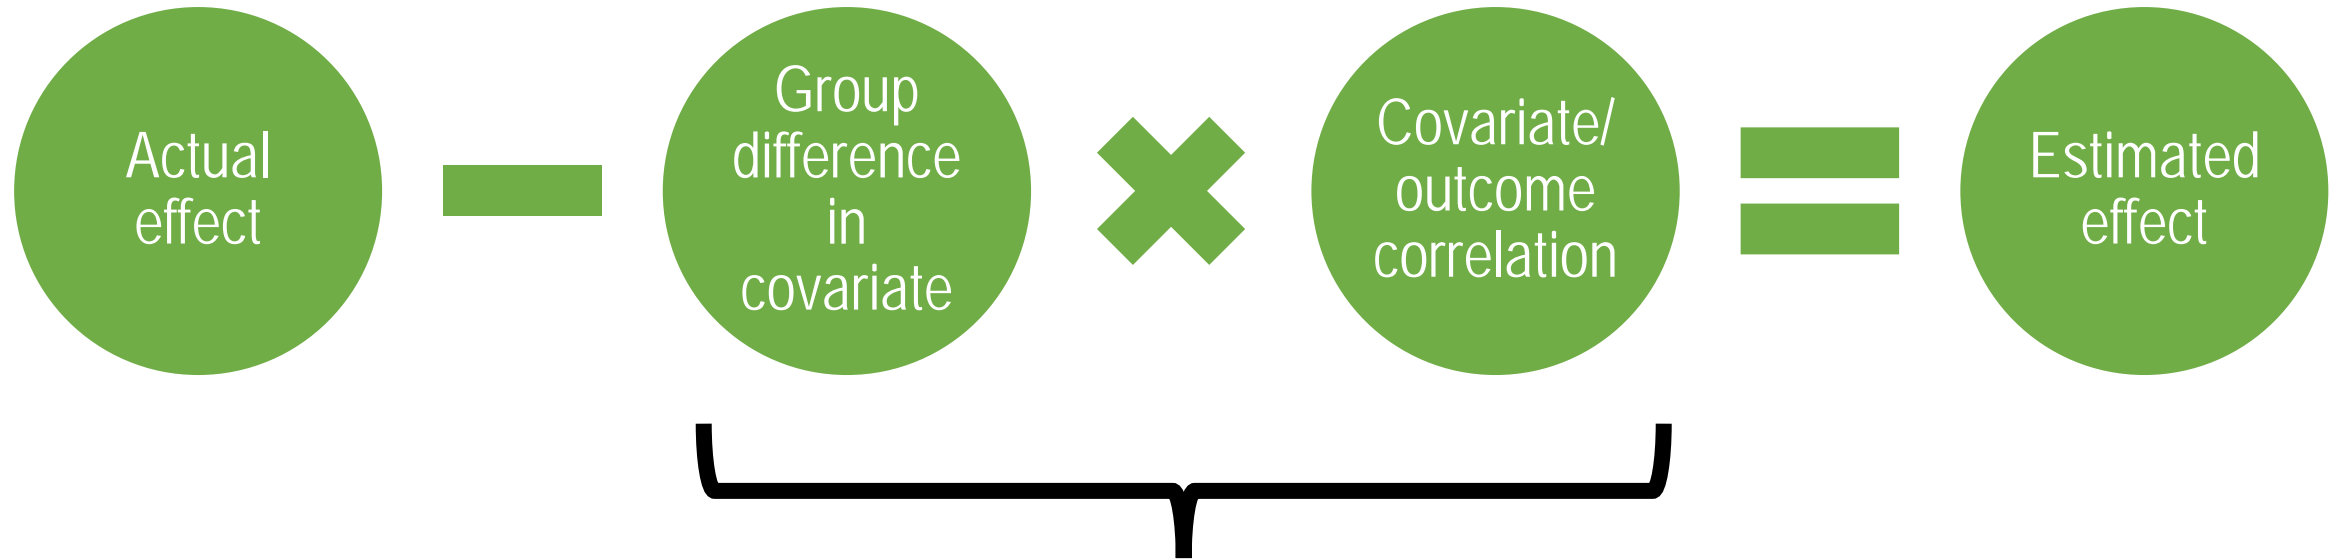 Actual
effect
Group
difference
in
covariate
Covariate/
outcome
correlation
Estimated
effect